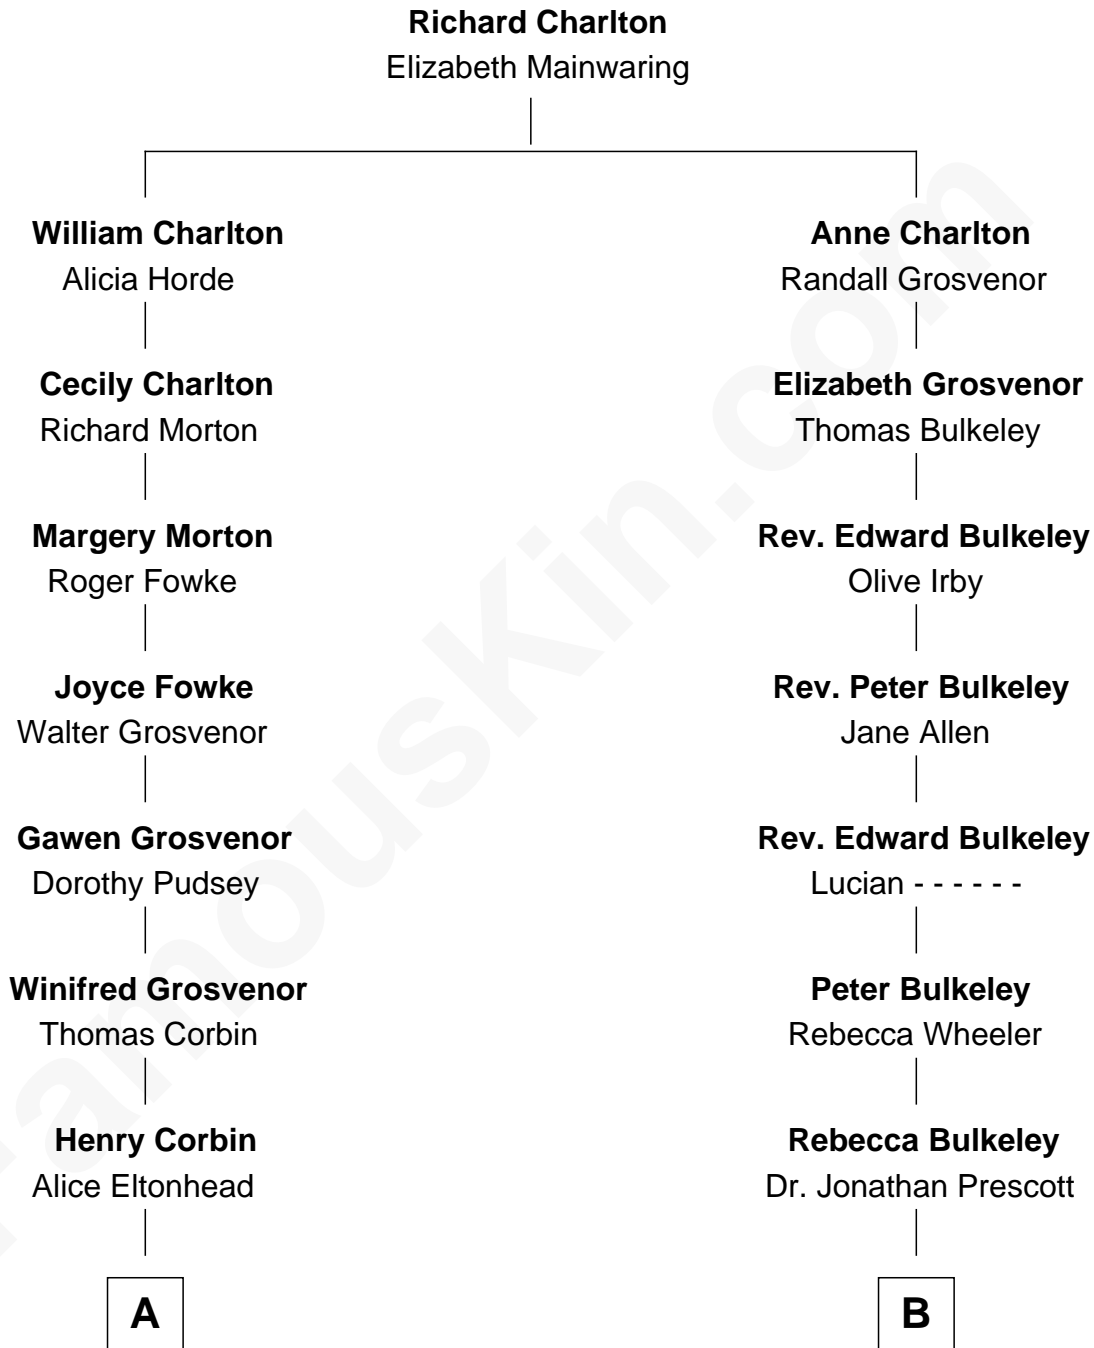 Richard Charlton
Elizabeth Mainwaring
William Charlton
Alicia Horde
Anne Charlton
Randall Grosvenor
Cecily Charlton
Richard Morton
Elizabeth Grosvenor
Thomas Bulkeley
Margery Morton
Roger Fowke
Rev. Edward Bulkeley
Olive Irby
Joyce Fowke
Walter Grosvenor
Rev. Peter Bulkeley
Jane Allen
Gawen Grosvenor
Dorothy Pudsey
Rev. Edward Bulkeley
Lucian - - - - - -
Winifred Grosvenor
Thomas Corbin
Peter Bulkeley
Rebecca Wheeler
Henry Corbin
Alice Eltonhead
Rebecca Bulkeley
Dr. Jonathan Prescott
A
B
FamousKin.com